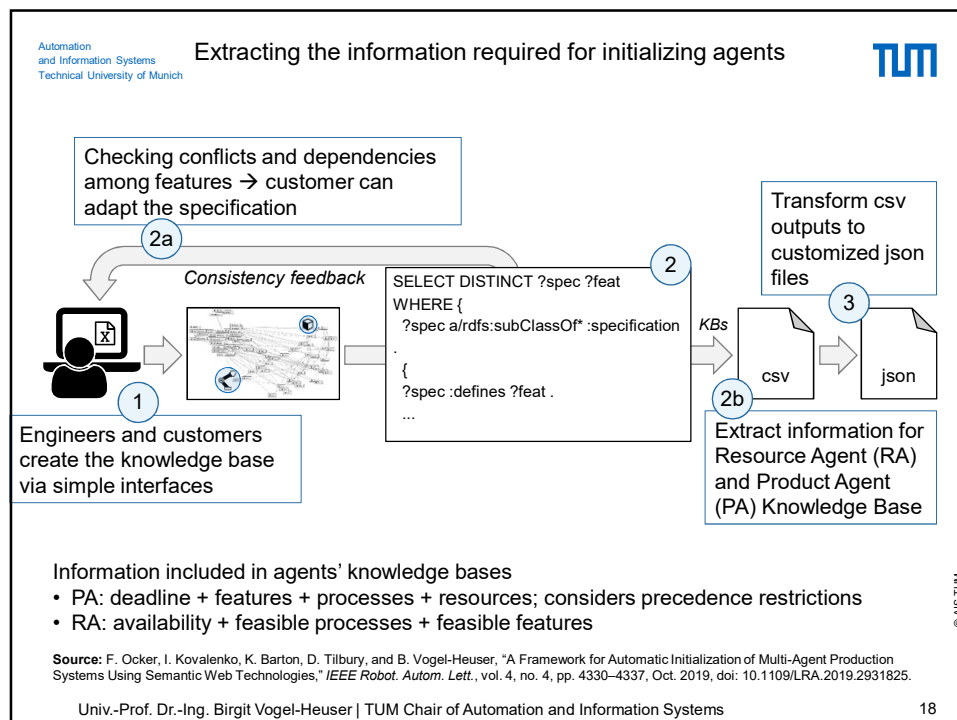 Automation
and Information Systems
Technical University of Munich
Extracting the information required for initializing agents
TUM
Checking conflicts and dependencies
among features → customer can
adapt the specification
2a
Consistency feedback
X
1
Engineers and customers
create the knowledge base
via simple interfaces
2
SELECT DISTINCT ?spec ?feat
WHERE {
?spec a/rdfs:subClassOf* :specification
.
{
?spec :defines ?feat .
...
KBs
Transform csv
outputs to
customized json
files
3
csv
json
2b
Extract information for
Resource Agent (RA)
and Product Agent
(PA) Knowledge Base
Information included in agents' knowledge bases
• PA: deadline + features + processes + resources; considers precedence restrictions
• RA: availability + feasible processes + feasible features
Source: F. Ocker, I. Kovalenko, K. Barton, D. Tilbury, and B. Vogel-Heuser, “A Framework for Automatic Initialization of Multi-Agent Production
Systems Using Semantic Web Technologies,” IEEE Robot. Autom. Lett., vol. 4, no. 4, pp. 4330–4337, Oct. 2019, doi: 10.1109/LRA.2019.2931825.
Univ.-Prof. Dr.-Ing. Birgit Vogel-Heuser | TUM Chair of Automation and Information Systems
18